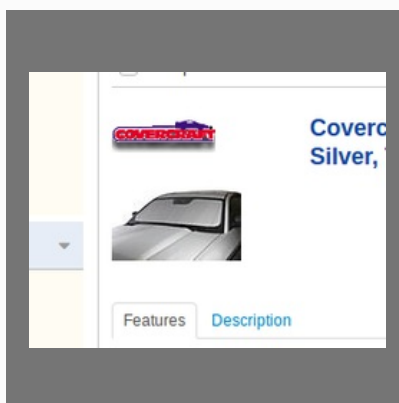 COVERCRAFT
Coverc
Silver,
Features
Description